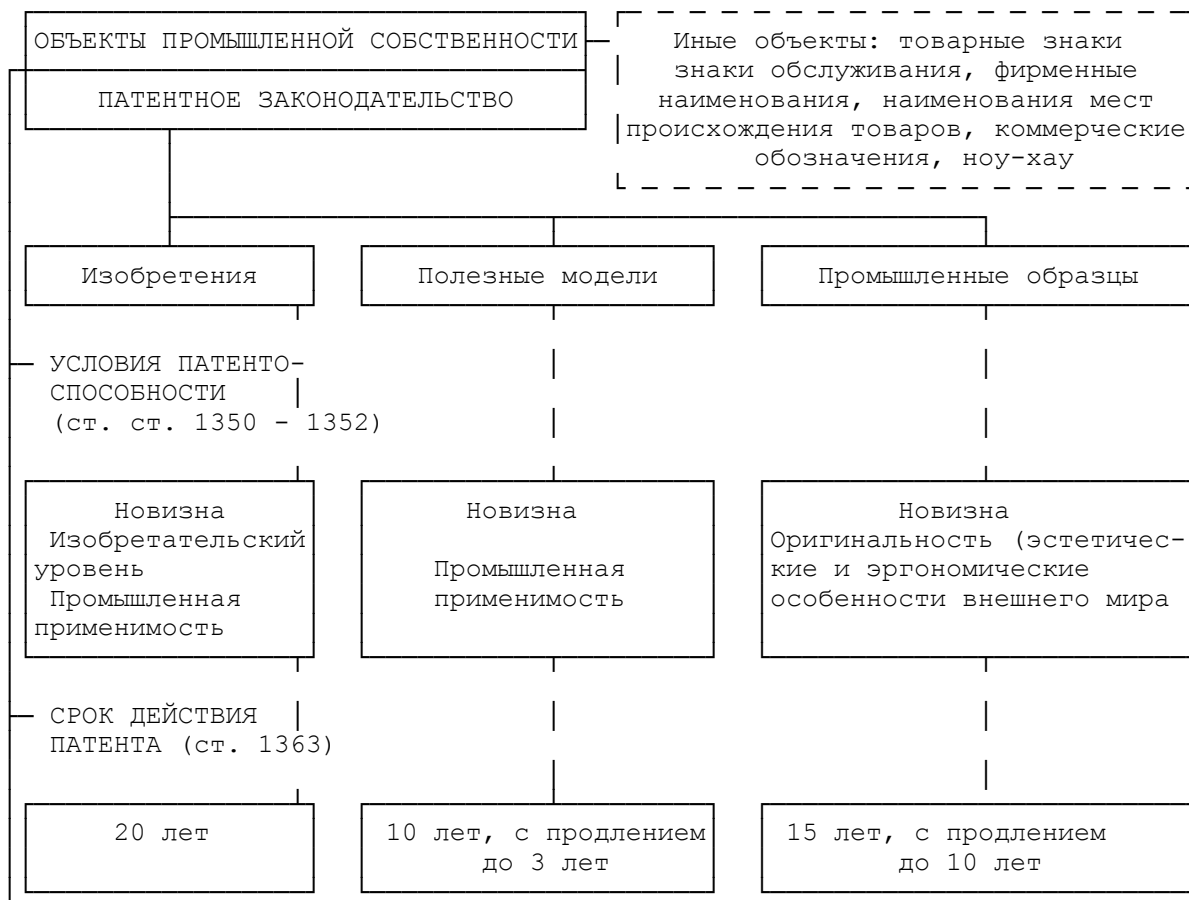 ОБЪЕКТЫ ПРОМЫШЛЕННОЙ СОБСТВЕННОСТИ
ПАТЕНТНОЕ ЗАКОНОДАТЕЛЬСТВО
Иные объекты: товарные знаки
знаки обслуживания, фирменные
наименования, наименования мест
происхождения товаров, коммерческие
обозначения, ноу-хау
Изобретения
Полезные модели
Промышленные образцы
УСЛОВИЯ ПАТЕНТО-
СПОСОБНОСТИ
(ст. ст. 1350 - 1352)
Новизна
Изобретательский
уровень
Промышленная
применимость
Новизна
Промышленная
применимость
Новизна
Оригинальность (эстетичес-
кие и эргономические
особенности внешнего мира
СРОК ДЕЙСТВИЯ
ПАТЕНТА (ст. 1363)
20 лет
10 лет, с продлением
до 3 лет
15 лет, с продлением
до 10 лет